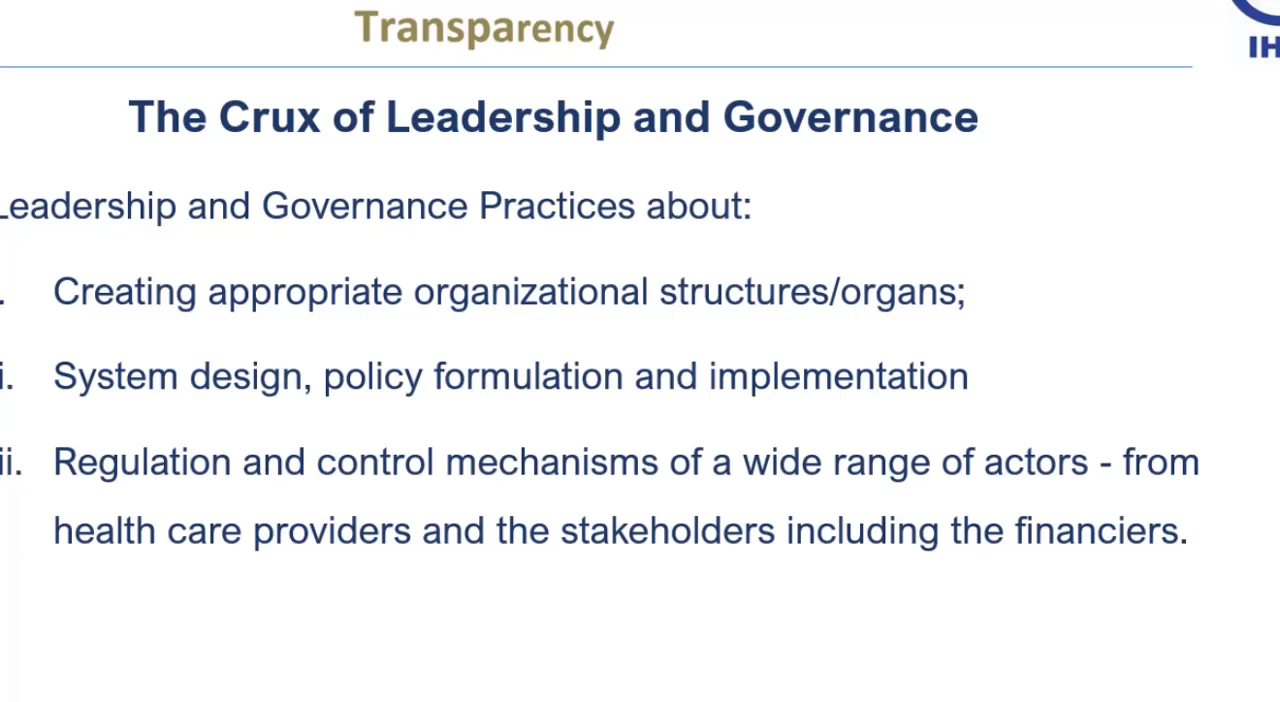 Transparency
IH
The Crux of Leadership and Governance
Leadership and Governance Practices about:
. Creating appropriate organizational structures/organs;
i. System design, policy formulation and implementation
ii. Regulation and control mechanisms of a wide range of actors - from
health care providers and the stakeholders including the financiers.